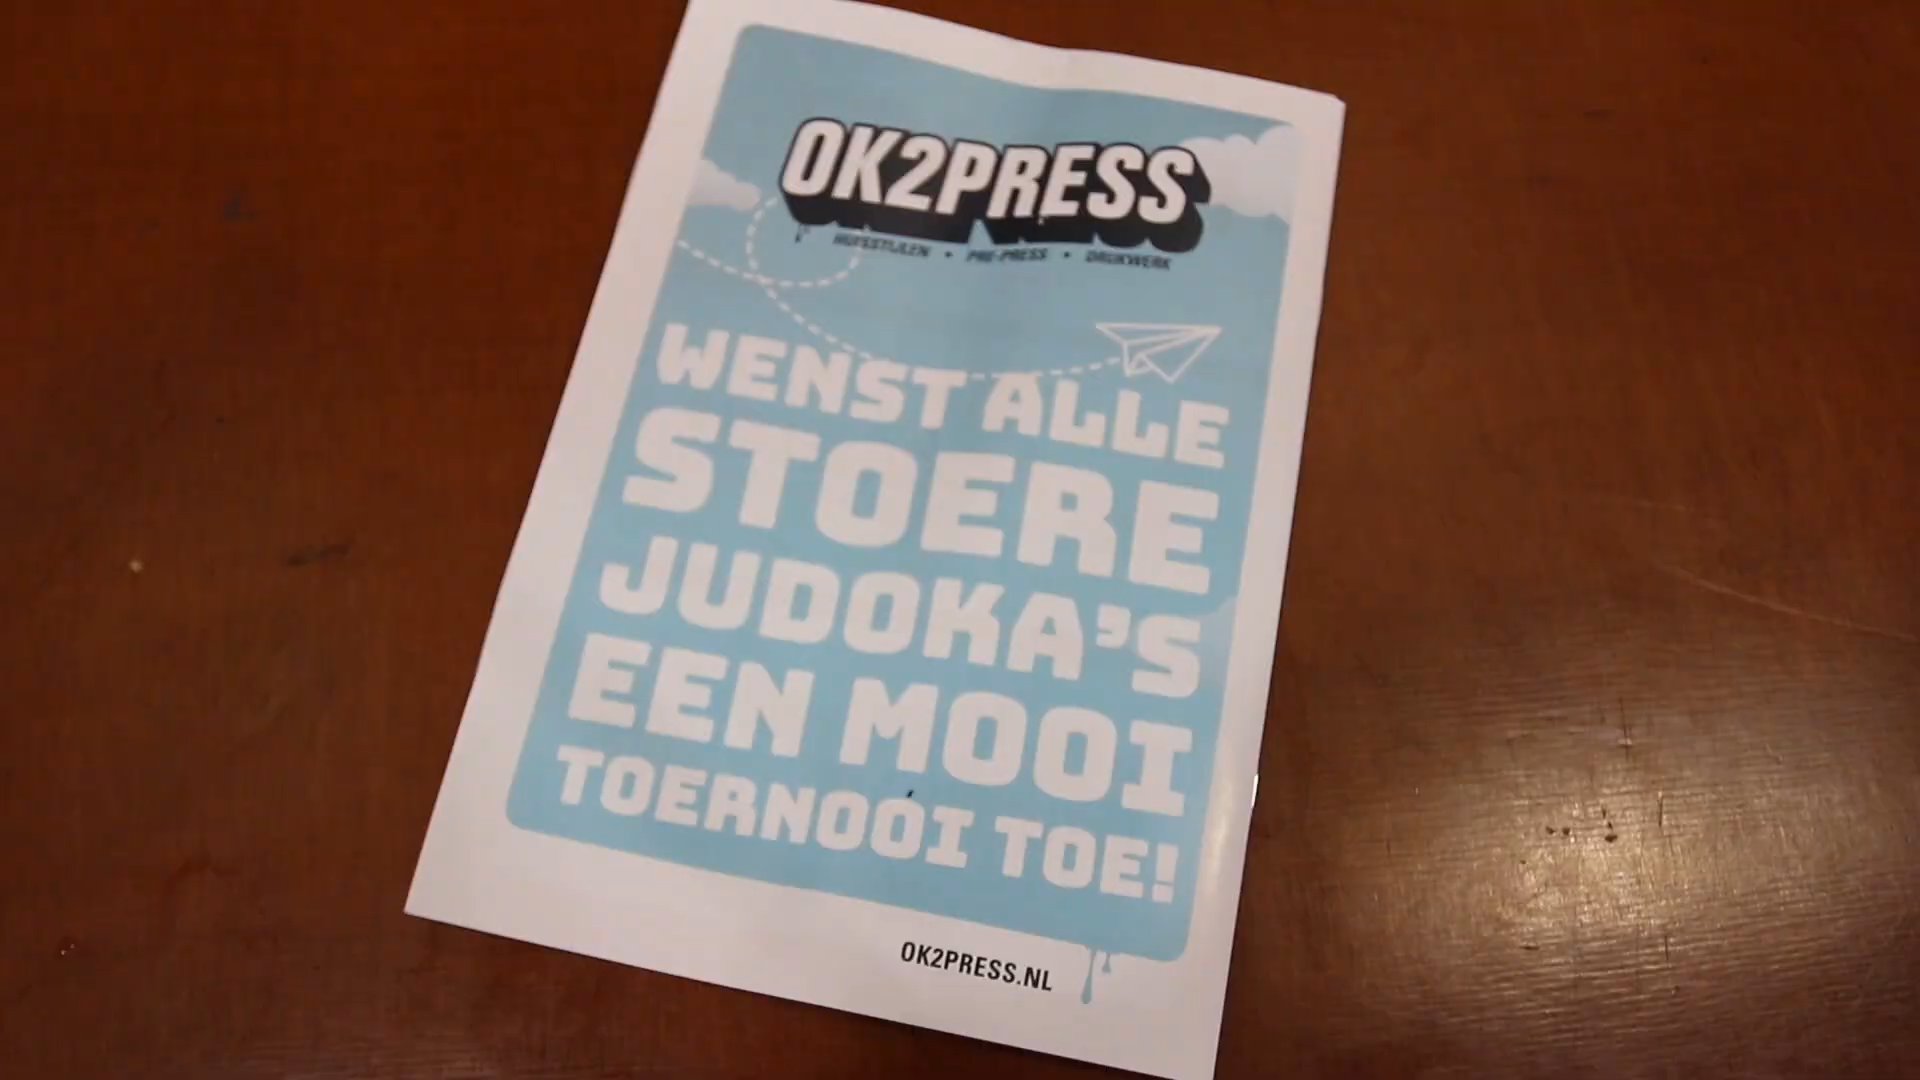 OK2PRESS
HUISSTIJLEN • PRE-PRESS • DRUKWERK
WENST ALLE
STOERE
JUDOKA'S
EEN MOOI
TOERNOOI TOE!
OK2PRESS.NL